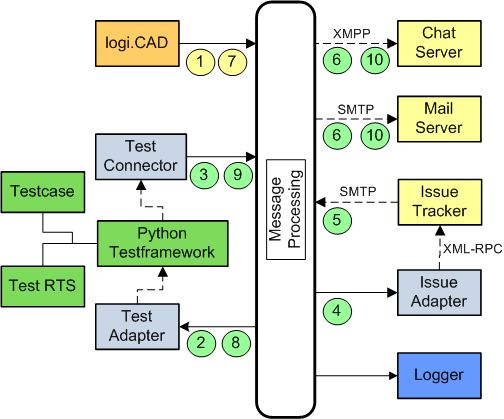 logi.CAD
1 7
XMPP
6 10
Chat
Server
SMTP
6 10
Mail
Server
Test
Connector
3 9
Testcase
Python
Testframework
Test RTS
Test
Adapter
2 8
Message
Processing
SMTP
5
Issue
Tracker
XML-RPC
4
Issue
Adapter
Logger